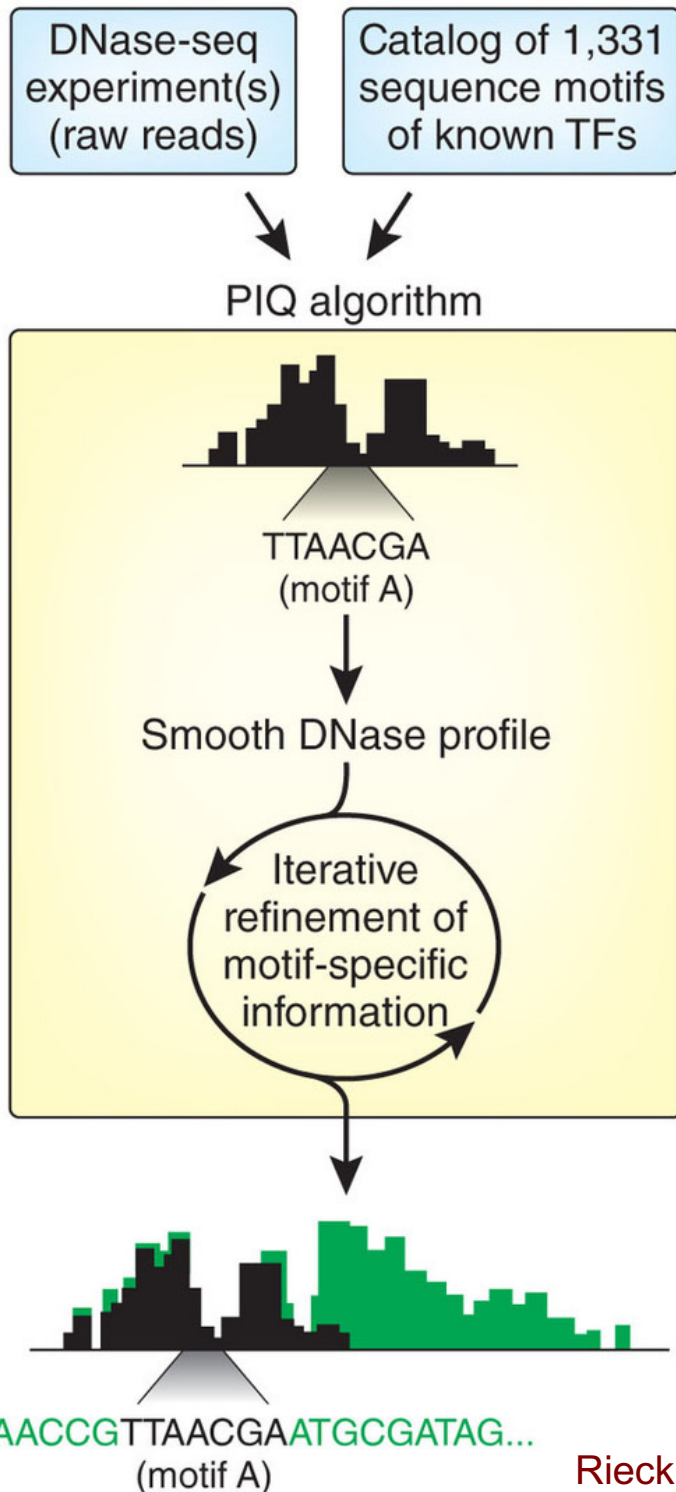 DNase-seq
experiment(s)
(raw reads)
Catalog of 1,331
sequence motifs
of known TFs
PIQ algorithm
TTAACGA
(motif A)
Smooth DNase profile
Iterative
refinement of
motif-specific
information
AACCGTTAACGAATGCGATAG...
(motif A)
Rieck